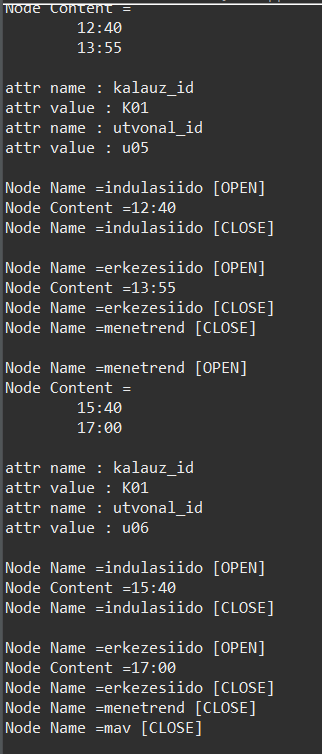 Node Content =
12:40
13:55
attr name : kalauz_id
attr value : K01
attr name : utvonal_id
attr value : u05
Node Name =indulasiido [OPEN]
Node Content =12:40
Node Name =indulasiido [CLOSE]
Node Name =erkezesiido [OPEN]
Node Content =13:55
Node Name =erkezesiido [CLOSE]
Node Name =menetrend [CLOSE]
Node Name =menetrend [OPEN]
Node Content =
15:40
17:00
attr name : kalauz_id
attr value : K01
attr name : utvonal_id
attr value : u06
Node Name =indulasiido [OPEN]
Node Content =15:40
Node Name =indulasiido [CLOSE]
Node Name =erkezesiido [OPEN]
Node Content =17:00
Node Name =erkezesiido [CLOSE]
Node Name =menetrend [CLOSE]
Node Name =mav [CLOSE]